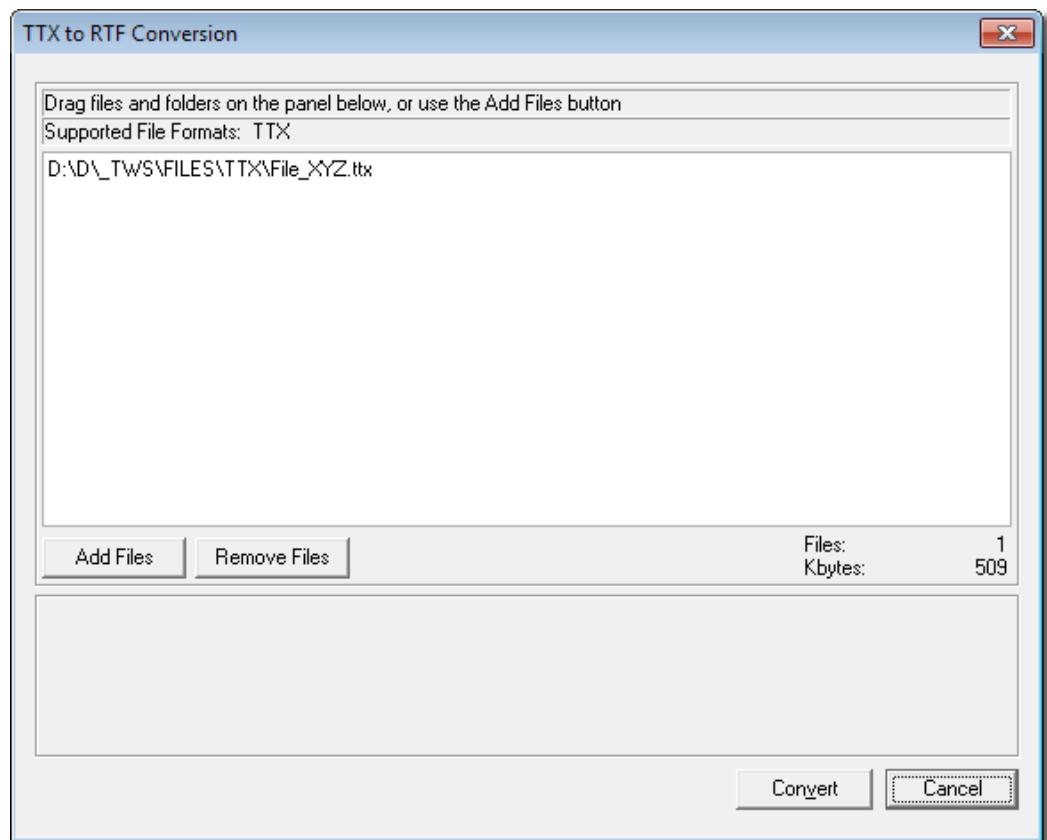 TTX to RTF Conversion
Drag files and folders on the panel below, or use the Add Files button
Supported File Formats: TTX
D:\D\_TWS\FILES\TTX\File_XYZ.ttx
Add Files Remove Files
Files: 1
Kbytes: 509
Convert Cancel